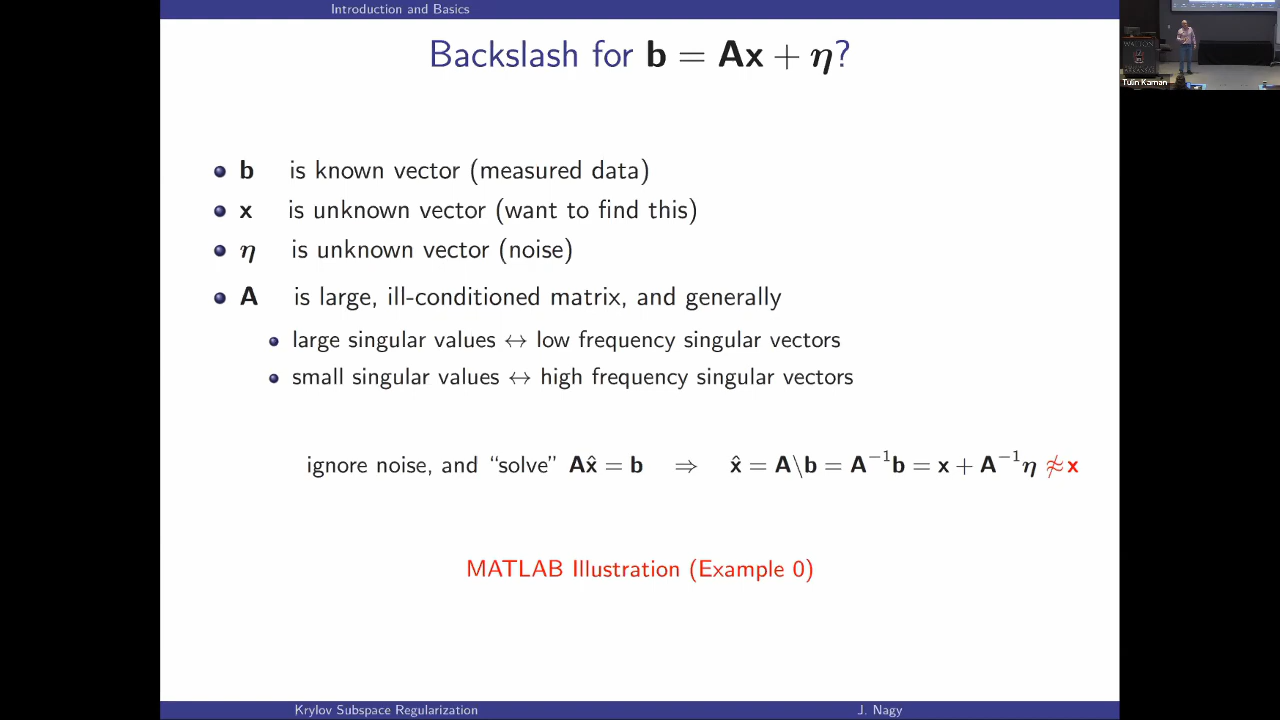 Introduction and Basics
Backslash for b = Ax + η?
b is known vector (measured data)
x is unknown vector (want to find this)
η is unknown vector (noise)
A is large, ill-conditioned matrix, and generally
large singular values ↔ low frequency singular vectors
small singular values ↔ high frequency singular vectors
ignore noise, and “solve” Ax̂ = b ⇒ x̂ = A\b = A⁻¹b = x + A⁻¹η ≉ x
MATLAB Illustration (Example 0)
Krylov Subspace Regularization
J. Nagy
Tulin Kaman